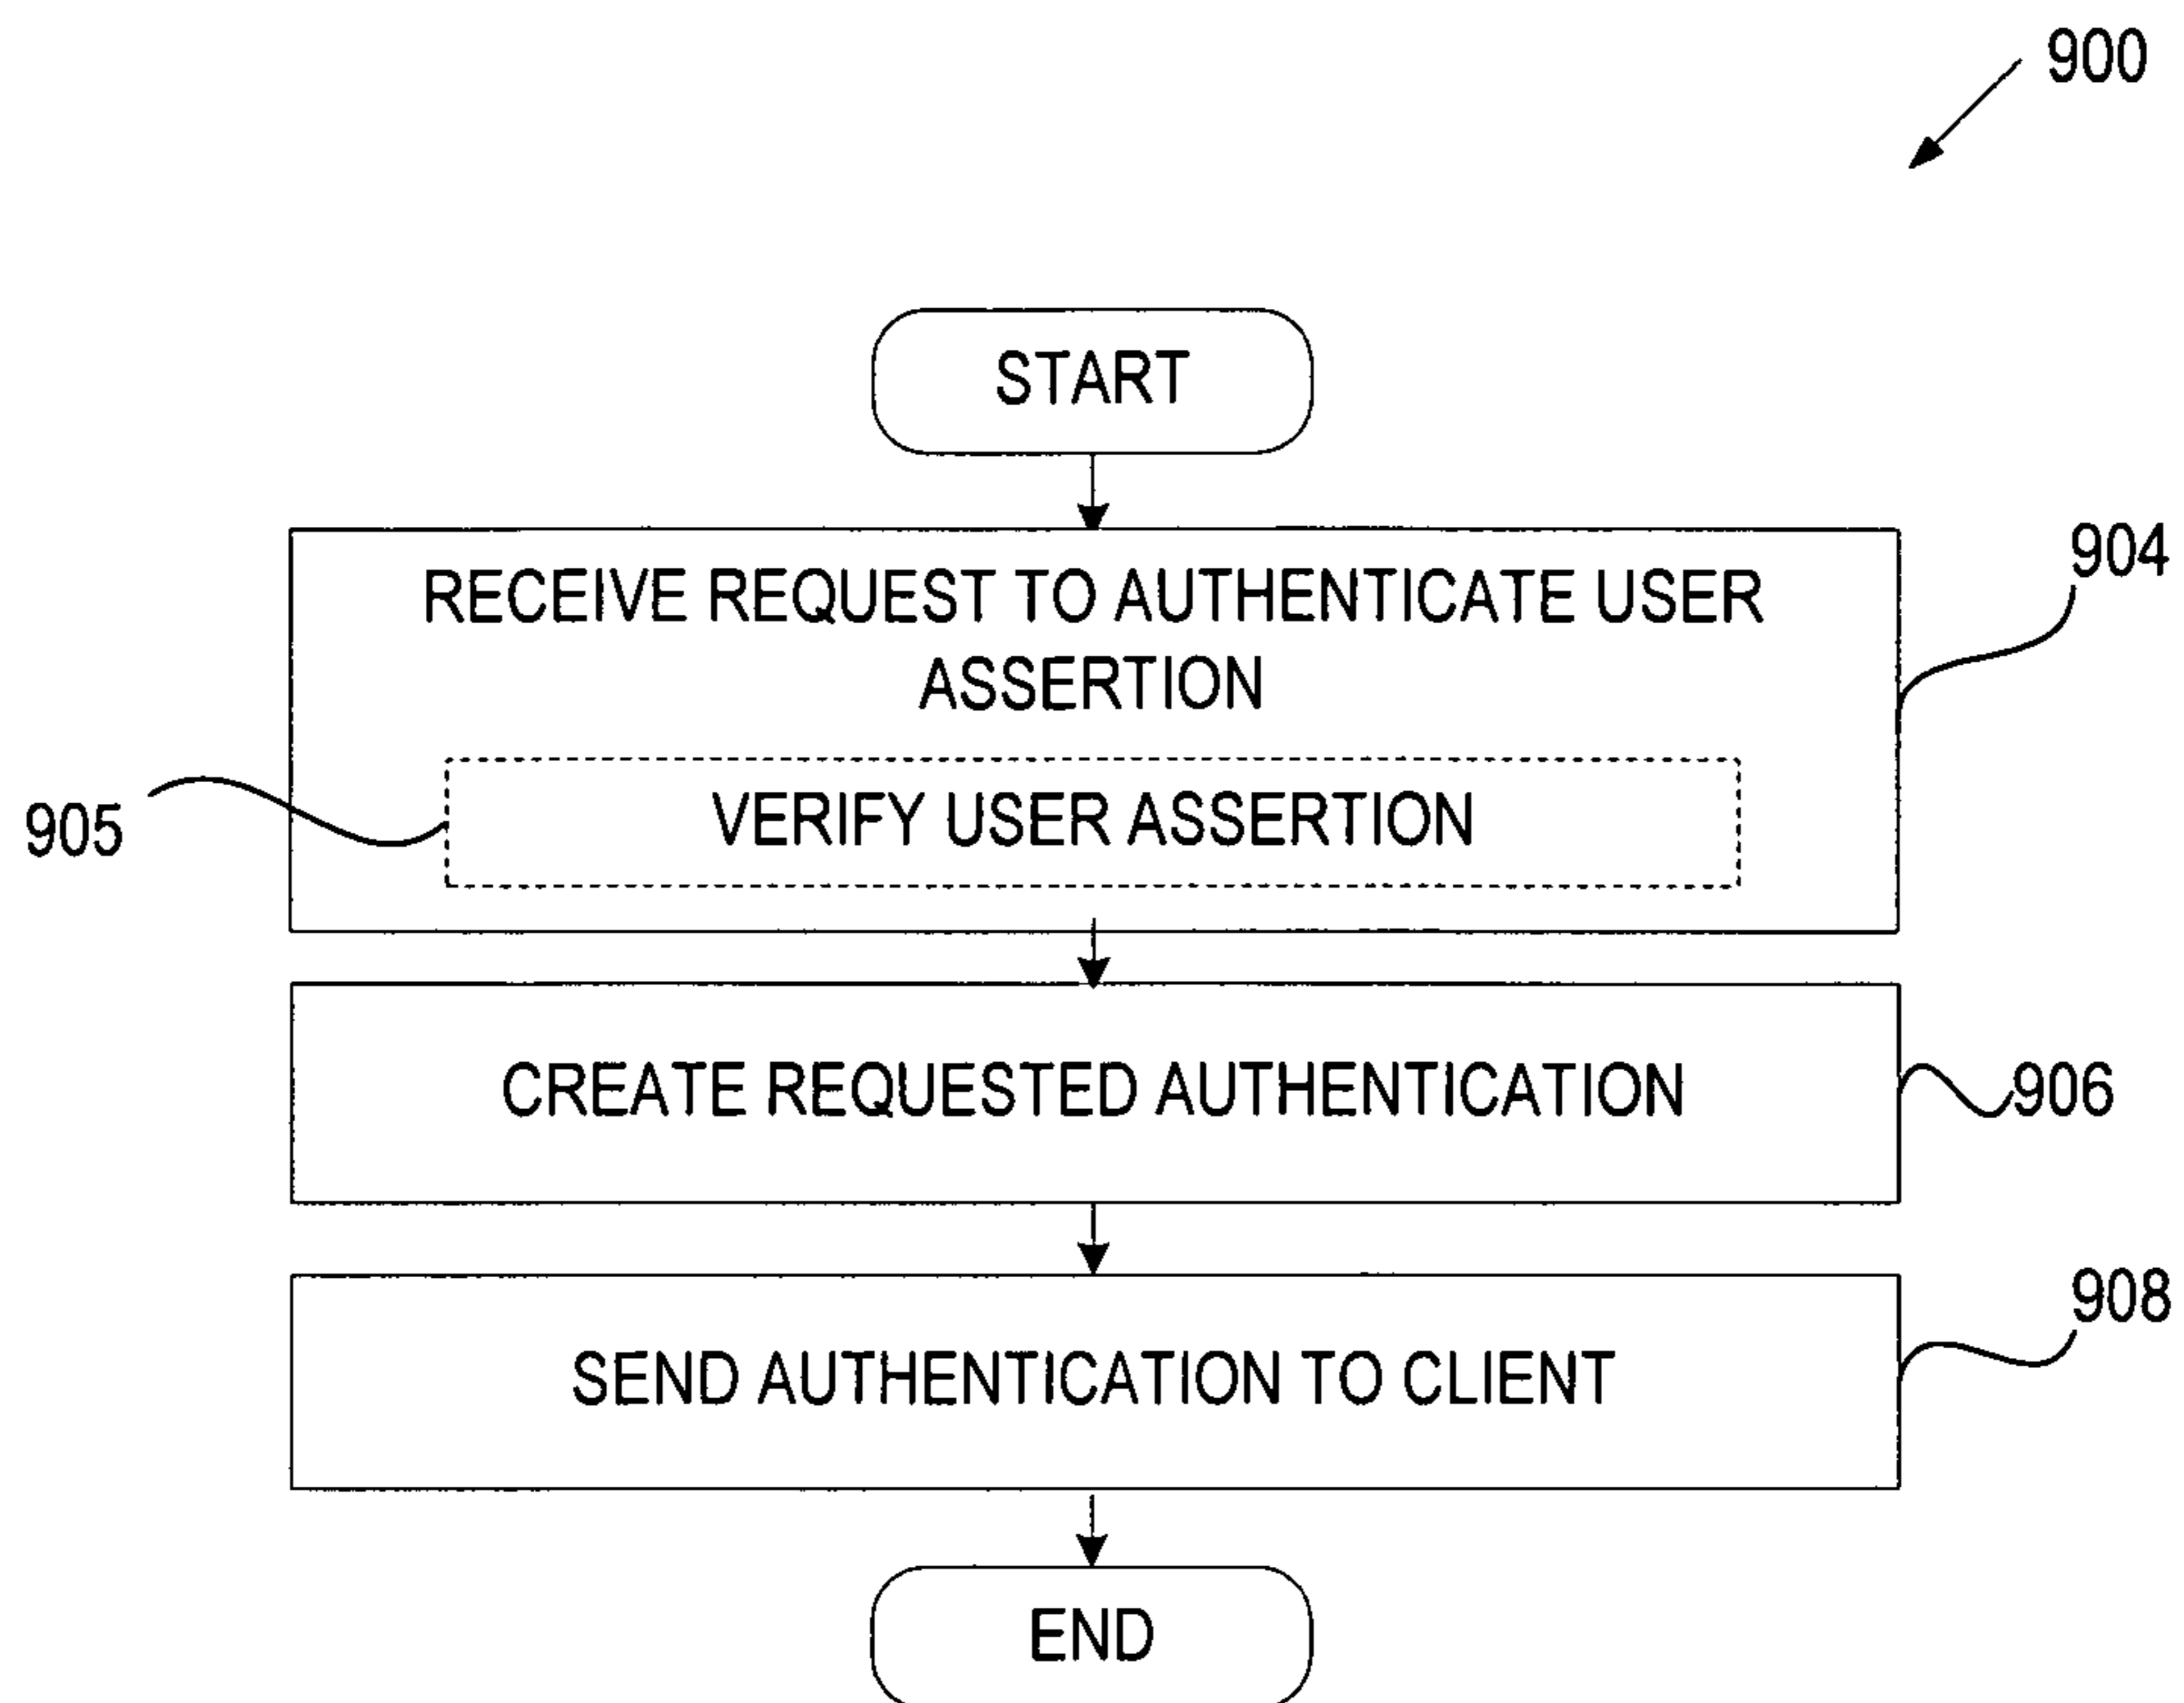 900
START
904
RECEIVE REQUEST TO AUTHENTICATE USER
ASSERTION
905
VERIFY USER ASSERTION
CREATE REQUESTED AUTHENTICATION
906
908
SEND AUTHENTICATION TO CLIENT
END